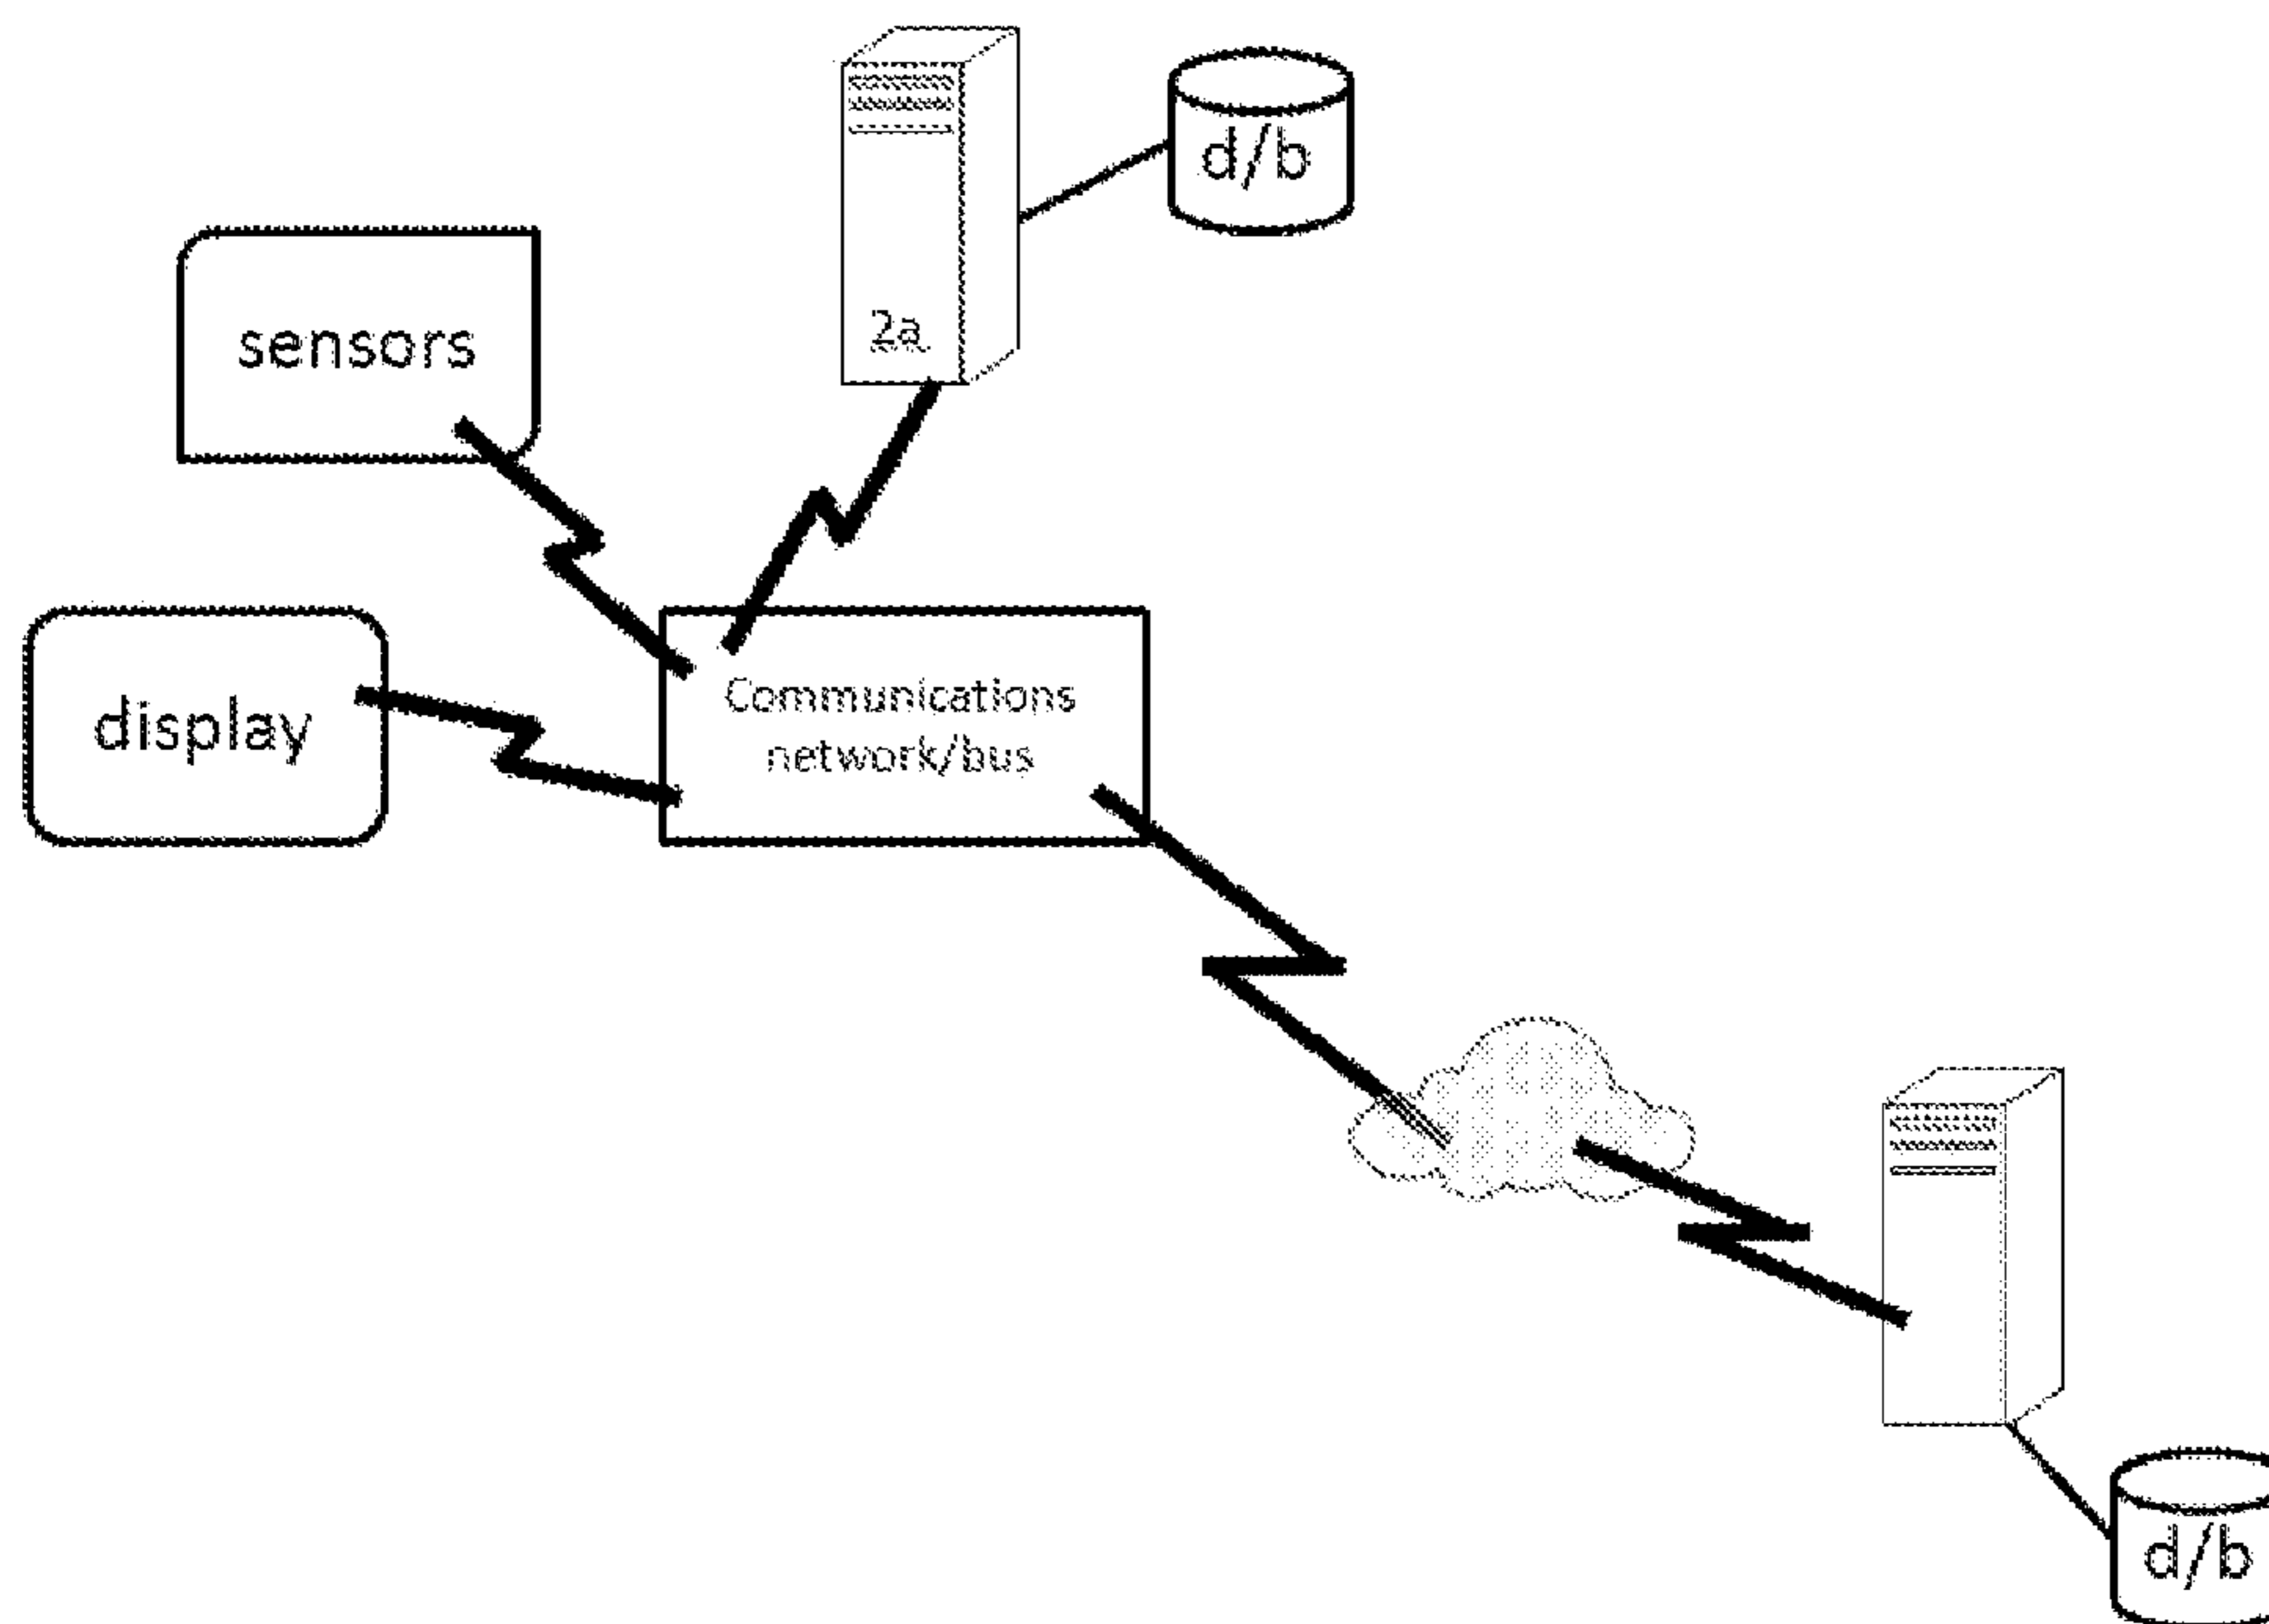 d/b
2a
sensors
Communications
network/bus
display
d/b